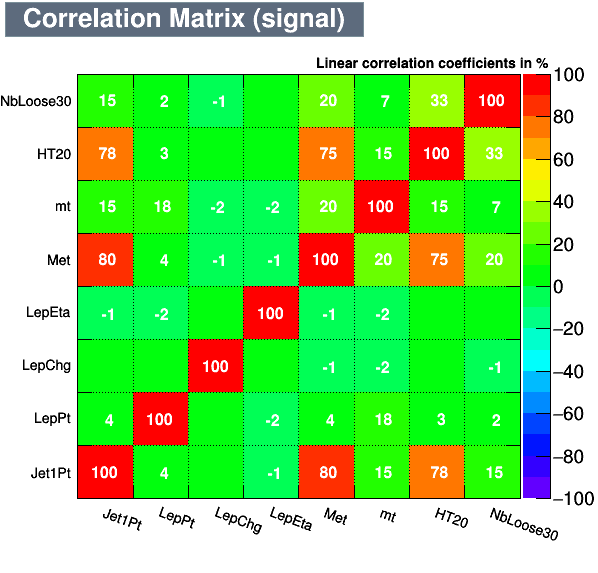 Correlation Matrix (signal)
Linear correlation coefficients in %
NbLoose30 15 2 -1 20 7 33 100
HT20 78 3 75 15 100 33
mt 15 18 -2 -2 20 100 15 7
Met 80 4 -1 -1 100 20 75 20
LepEta -1 -2 100 -1 -2
LepChg 100 -1 -2 -1
LepPt 4 100 -2 4 18 3 2
Jet1Pt 100 4 -1 80 15 78 15
Jet1Pt LepPt LepChg LepEta Met mt HT20 NbLoose30
100
80
60
40
20
0
−20
−40
−60
−80
−100